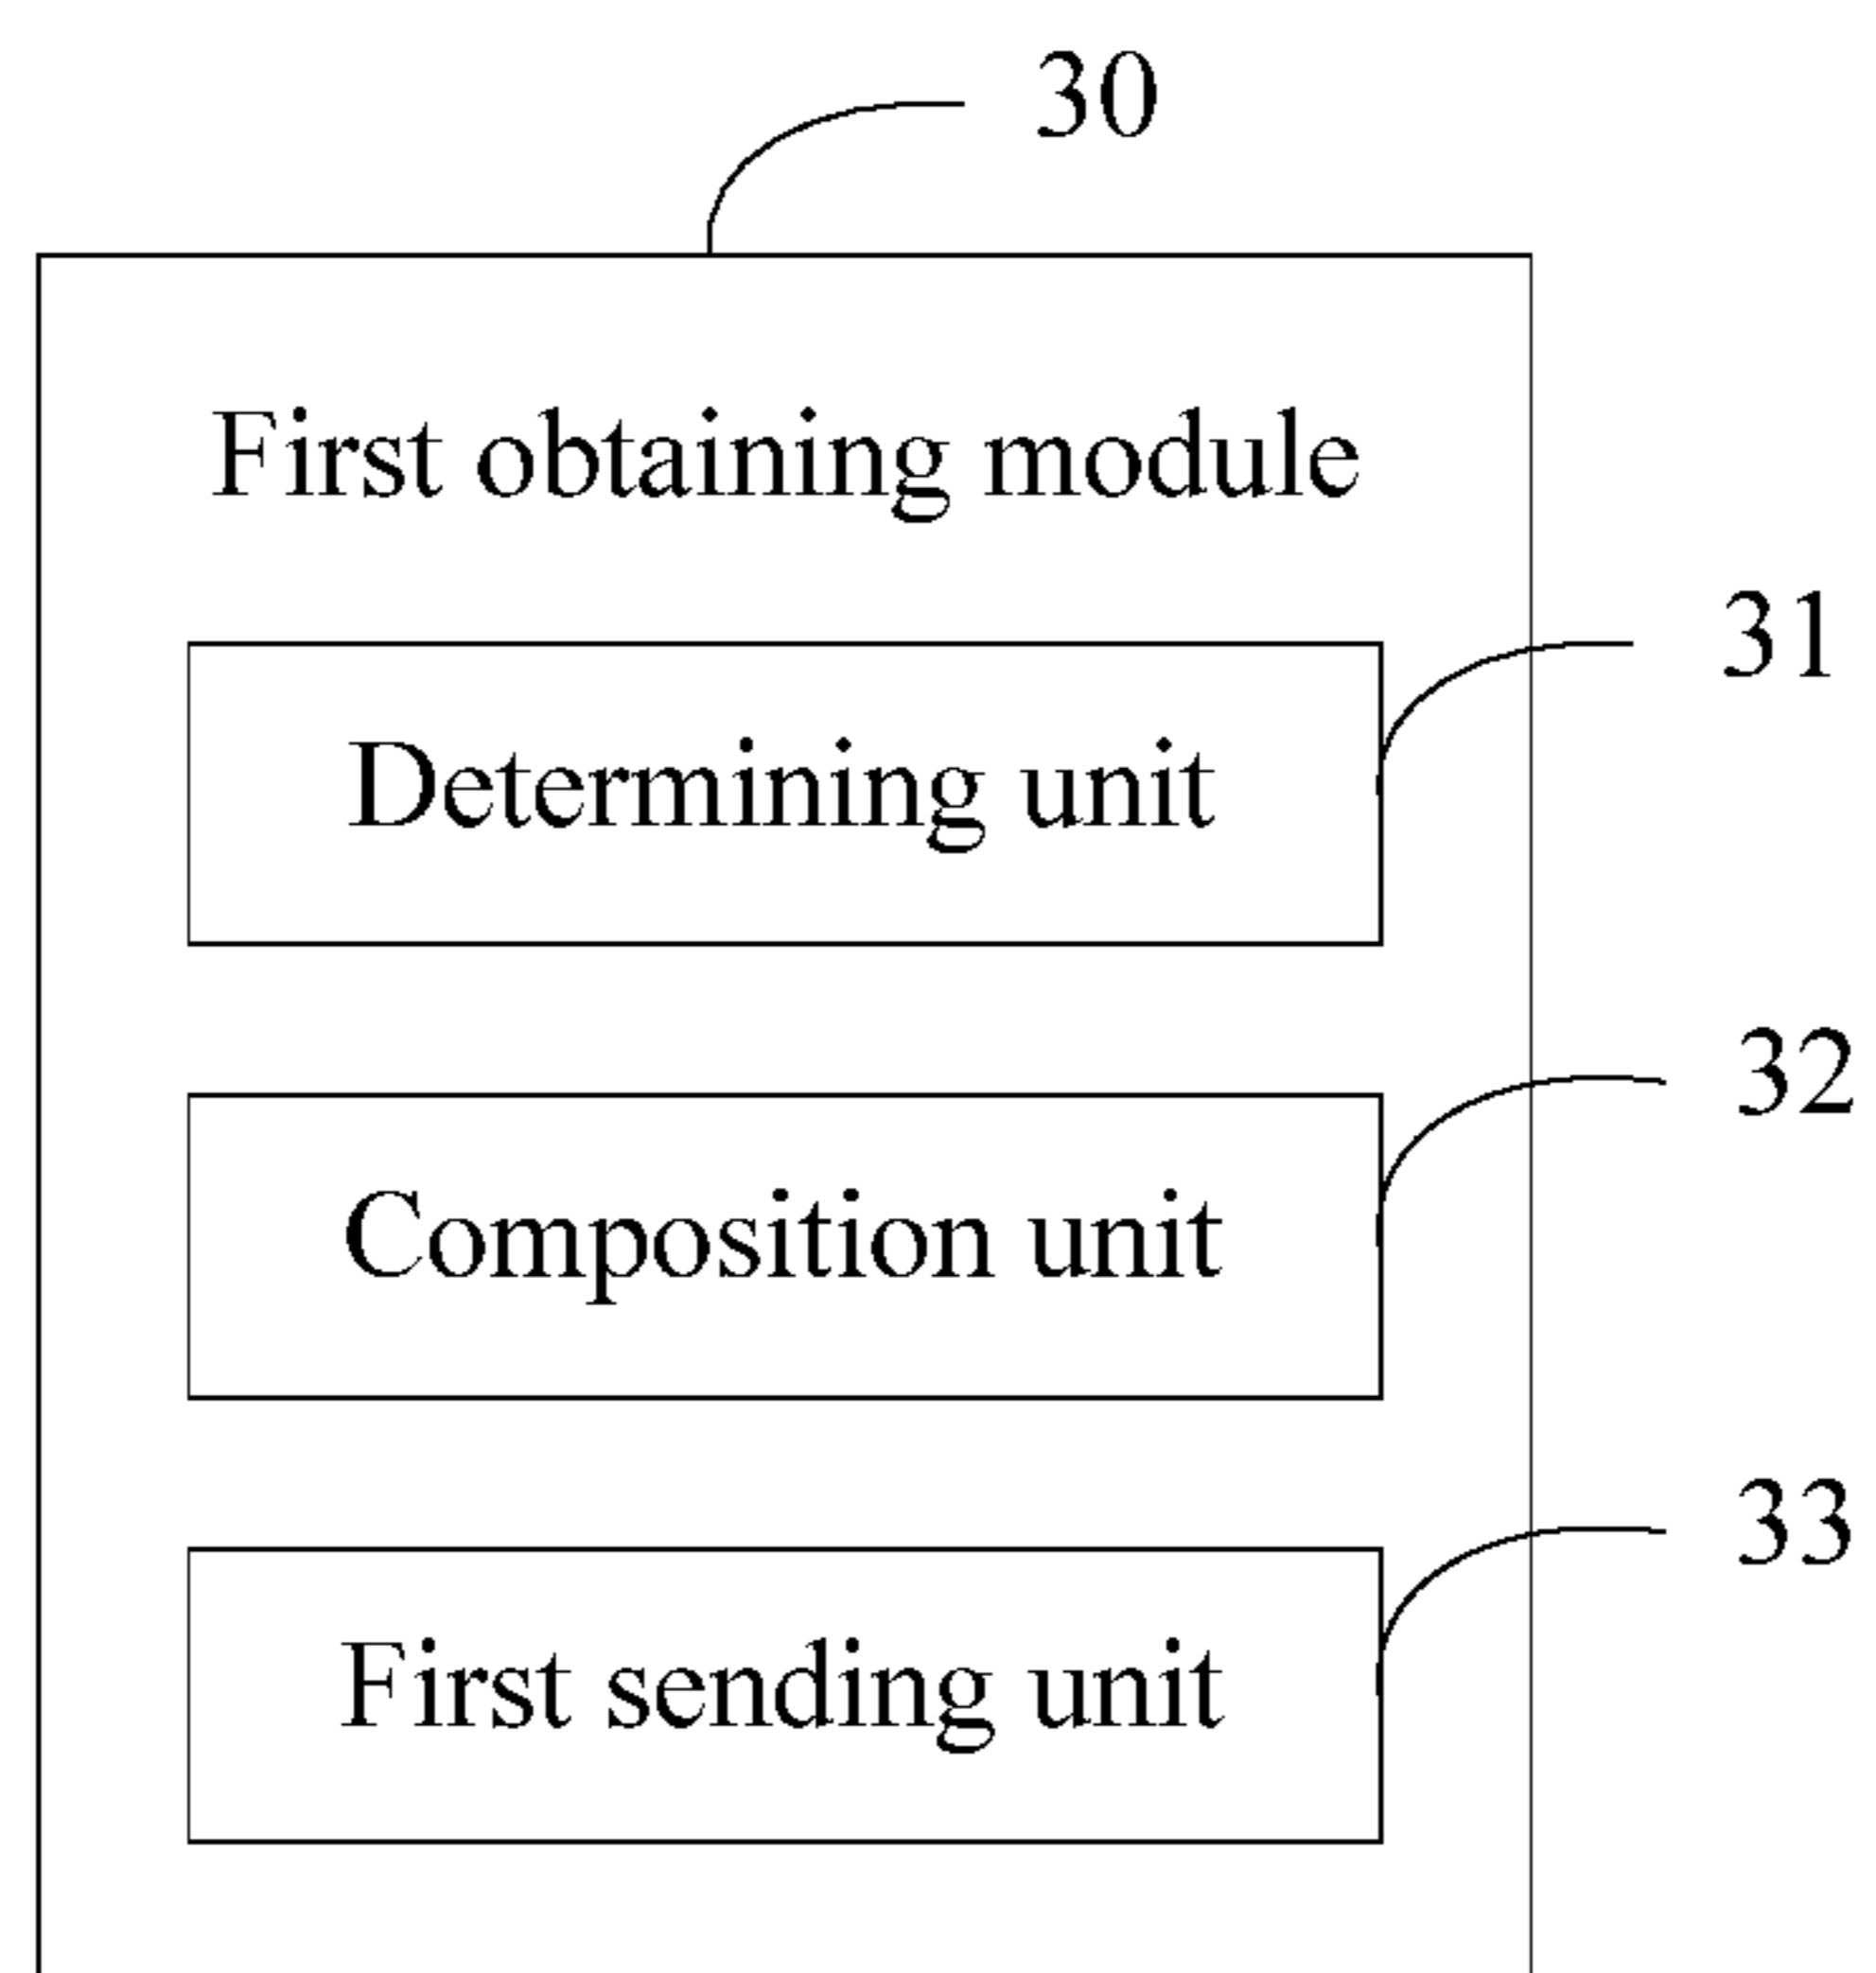 30
First obtaining module
31
Determining unit
32
Composition unit
33
First sending unit